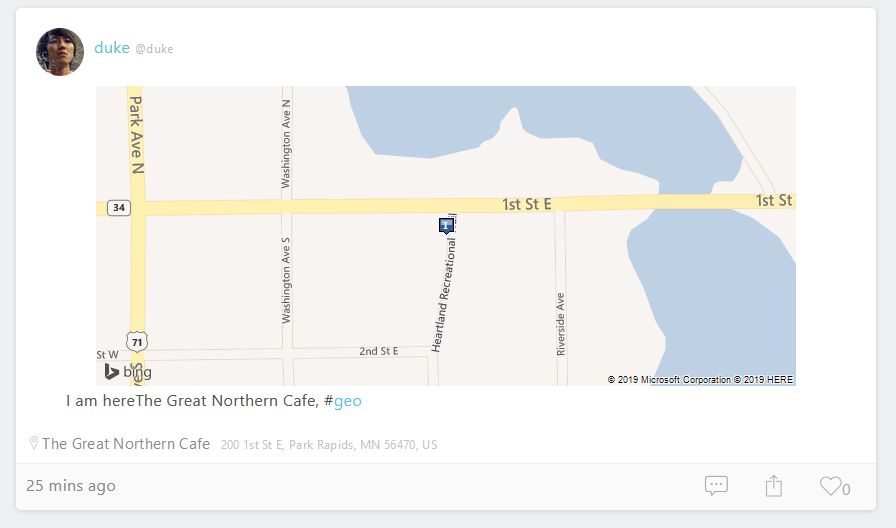 duke @duke
Park Ave N
Washington Ave N
34
1st St E
1st St
Washington Ave S
Heartland Recreational
Riverside Ave
71
St W
2nd St E
bing
© 2019 Microsoft Corporation © 2019 HERE
I am hereThe Great Northern Cafe, #geo
The Great Northern Cafe 200 1st St E, Park Rapids, MN 56470, US
25 mins ago
0